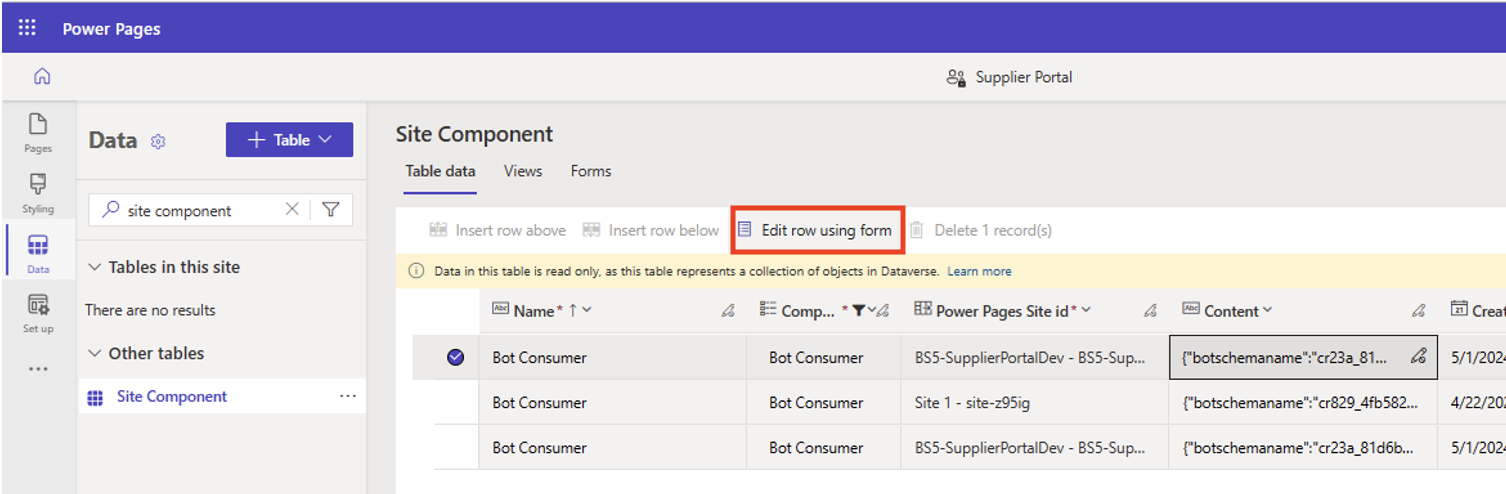 Power Pages
Supplier Portal
Pages
Styling
Data
Set up
Data
+ Table
site component
Tables in this site
There are no results
Other tables
Site Component
Site Component
Table data Views Forms
Insert row above Insert row below Edit row using form Delete 1 record(s)
Data in this table is read only, as this table represents a collection of objects in Dataverse. Learn more
Abc Name * Comp... * Power Pages Site id * Abc Content 21 Creat
Bot Consumer Bot Consumer BS5-SupplierPortalDev - BS5-Sup... {"botschemaname":"cr23a_81... 5/1/2024
Bot Consumer Bot Consumer Site 1 - site-z95ig {"botschemaname":"cr829_4fb582... 4/22/202
Bot Consumer Bot Consumer BS5-SupplierPortalDev - BS5-Sup... {"botschemaname":"cr23a_81d6b... 5/1/2024